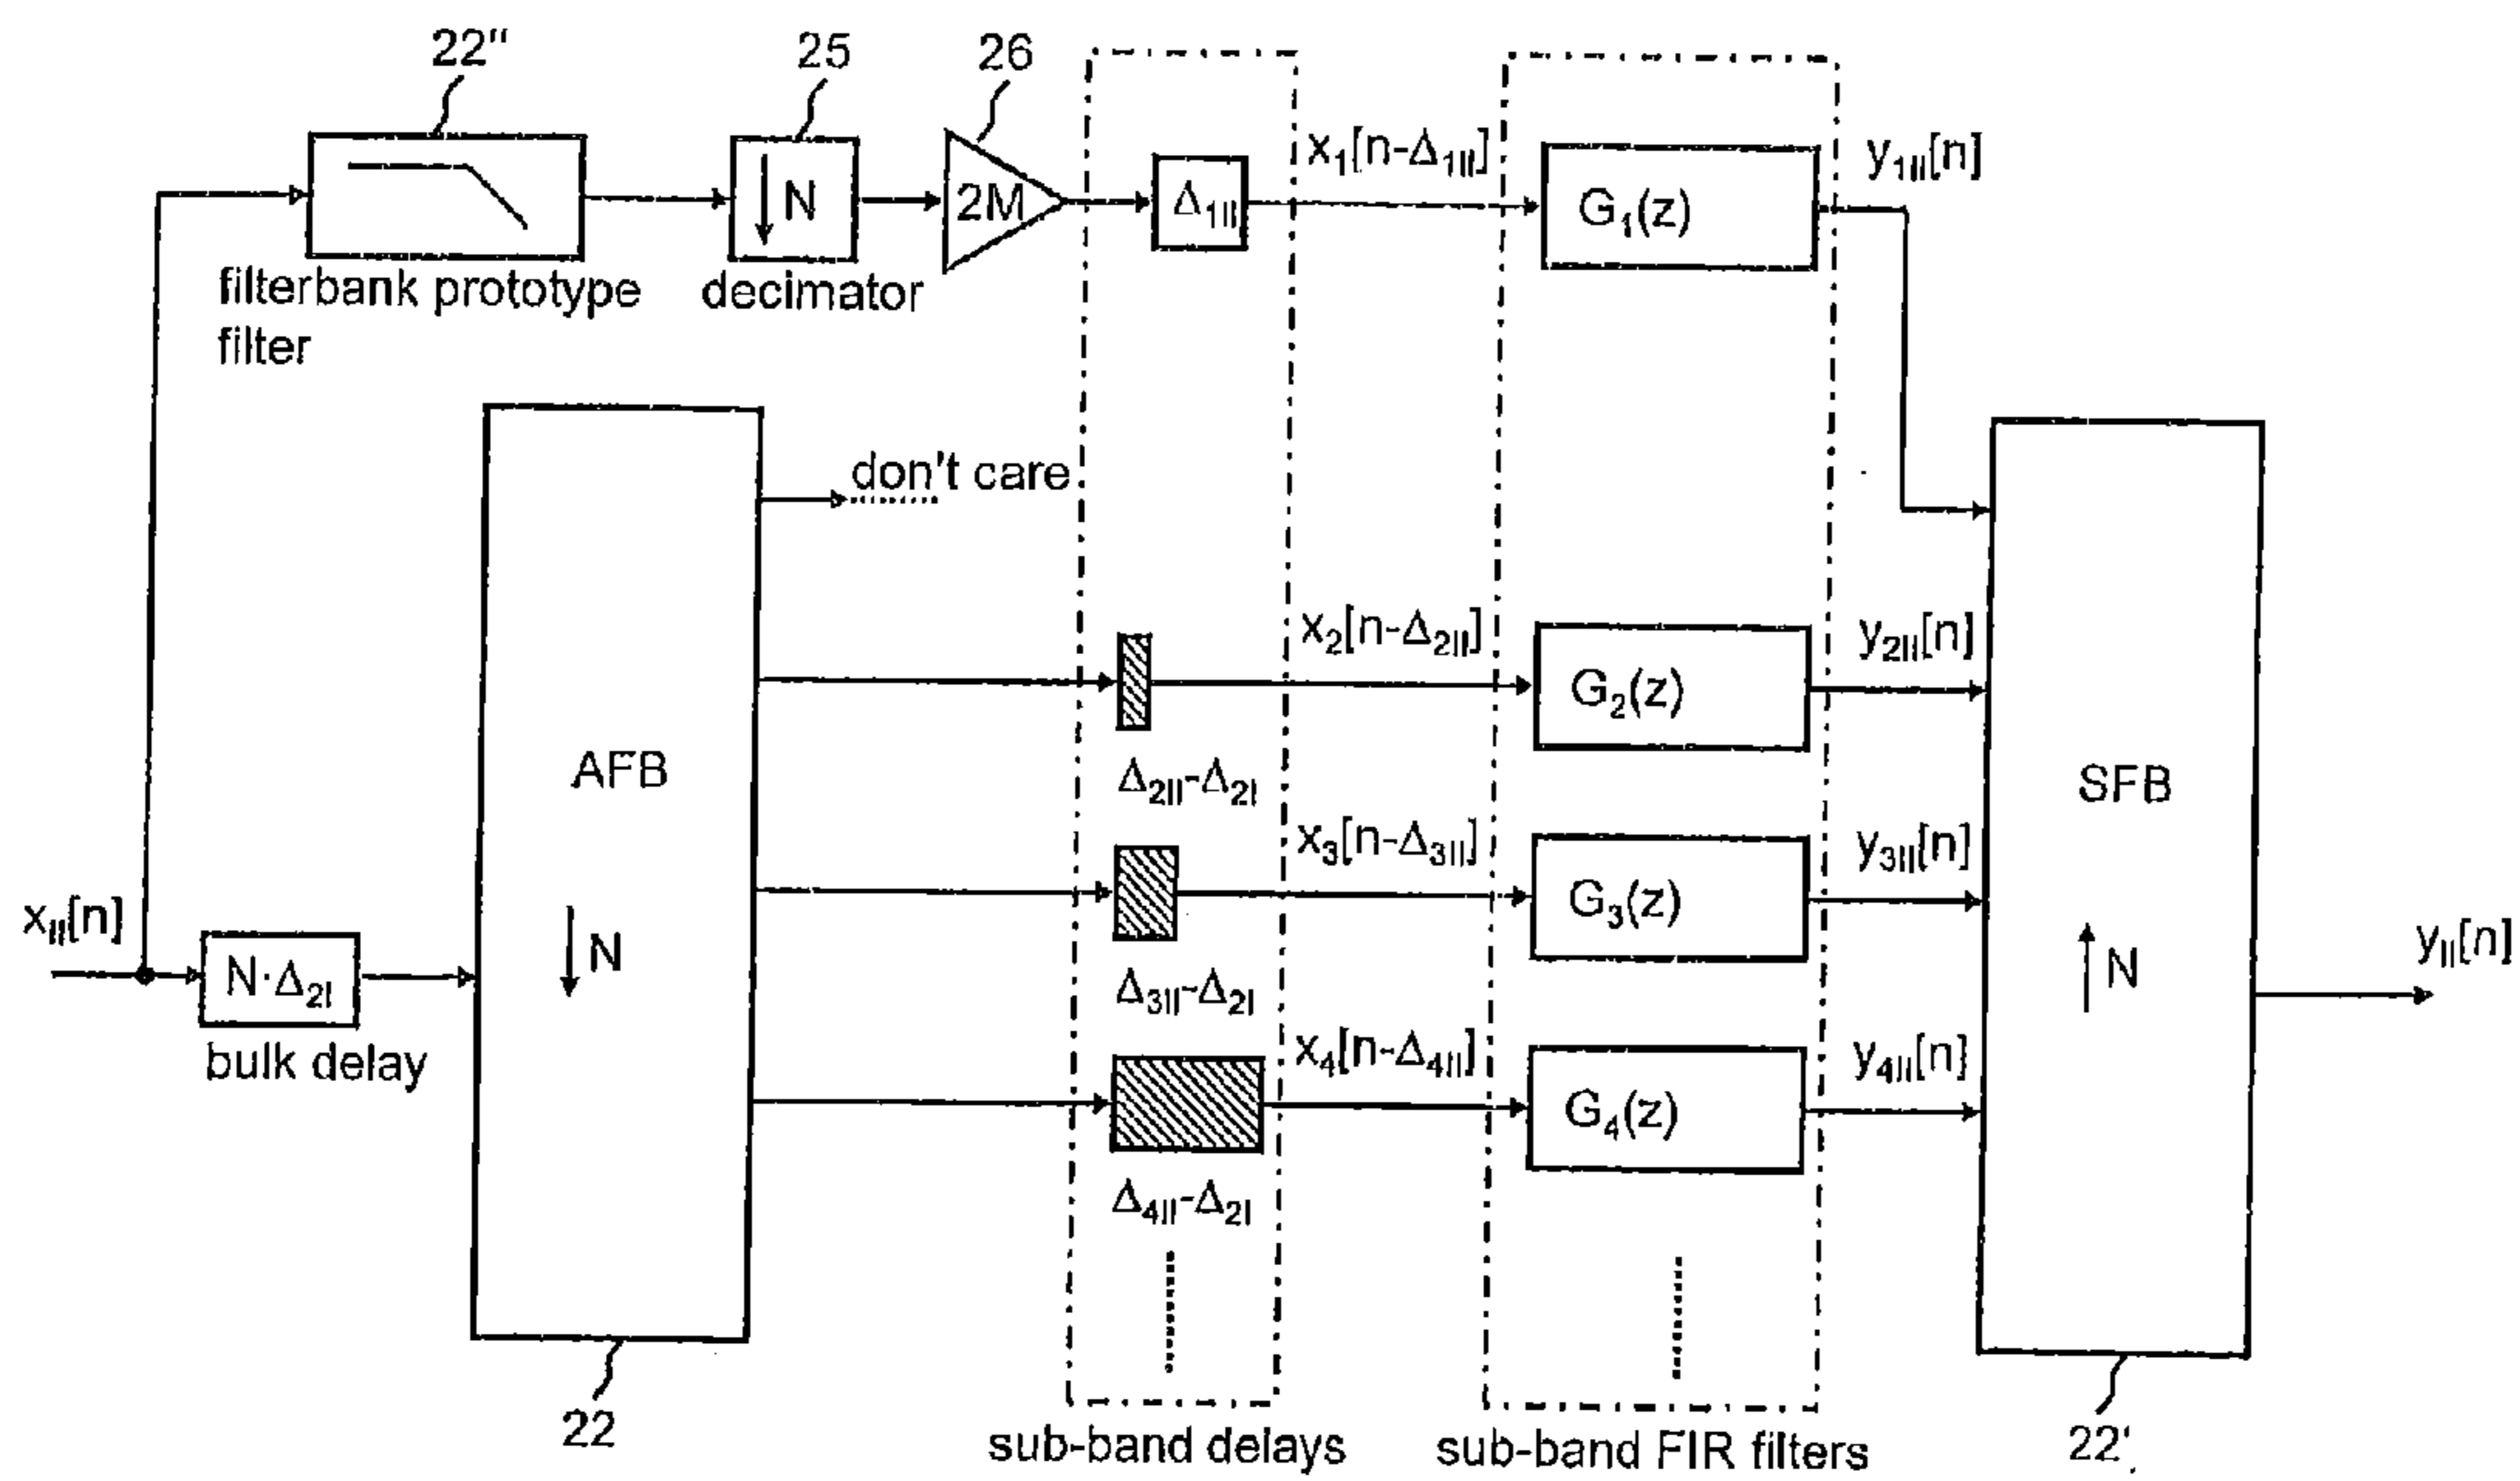 22"
25
26
2M
↓ N
Δ1II
x1[n-Δ1II]
G1(z)
y1II[n]
filterbank prototype
filter
decimator
don't care
x2[n-Δ2II]
G2(z)
y2II[n]
Δ2II-Δ2I
AFB
↓ N
SFB
↑ N
x3[n-Δ3II]
G3(z)
y3II[n]
Δ3II-Δ2I
xII[n]
N·Δ2I
bulk delay
yII[n]
x4[n-Δ4II]
G4(z)
y4II[n]
Δ4II-Δ2I
22
sub-band delays
sub-band FIR filters
22'